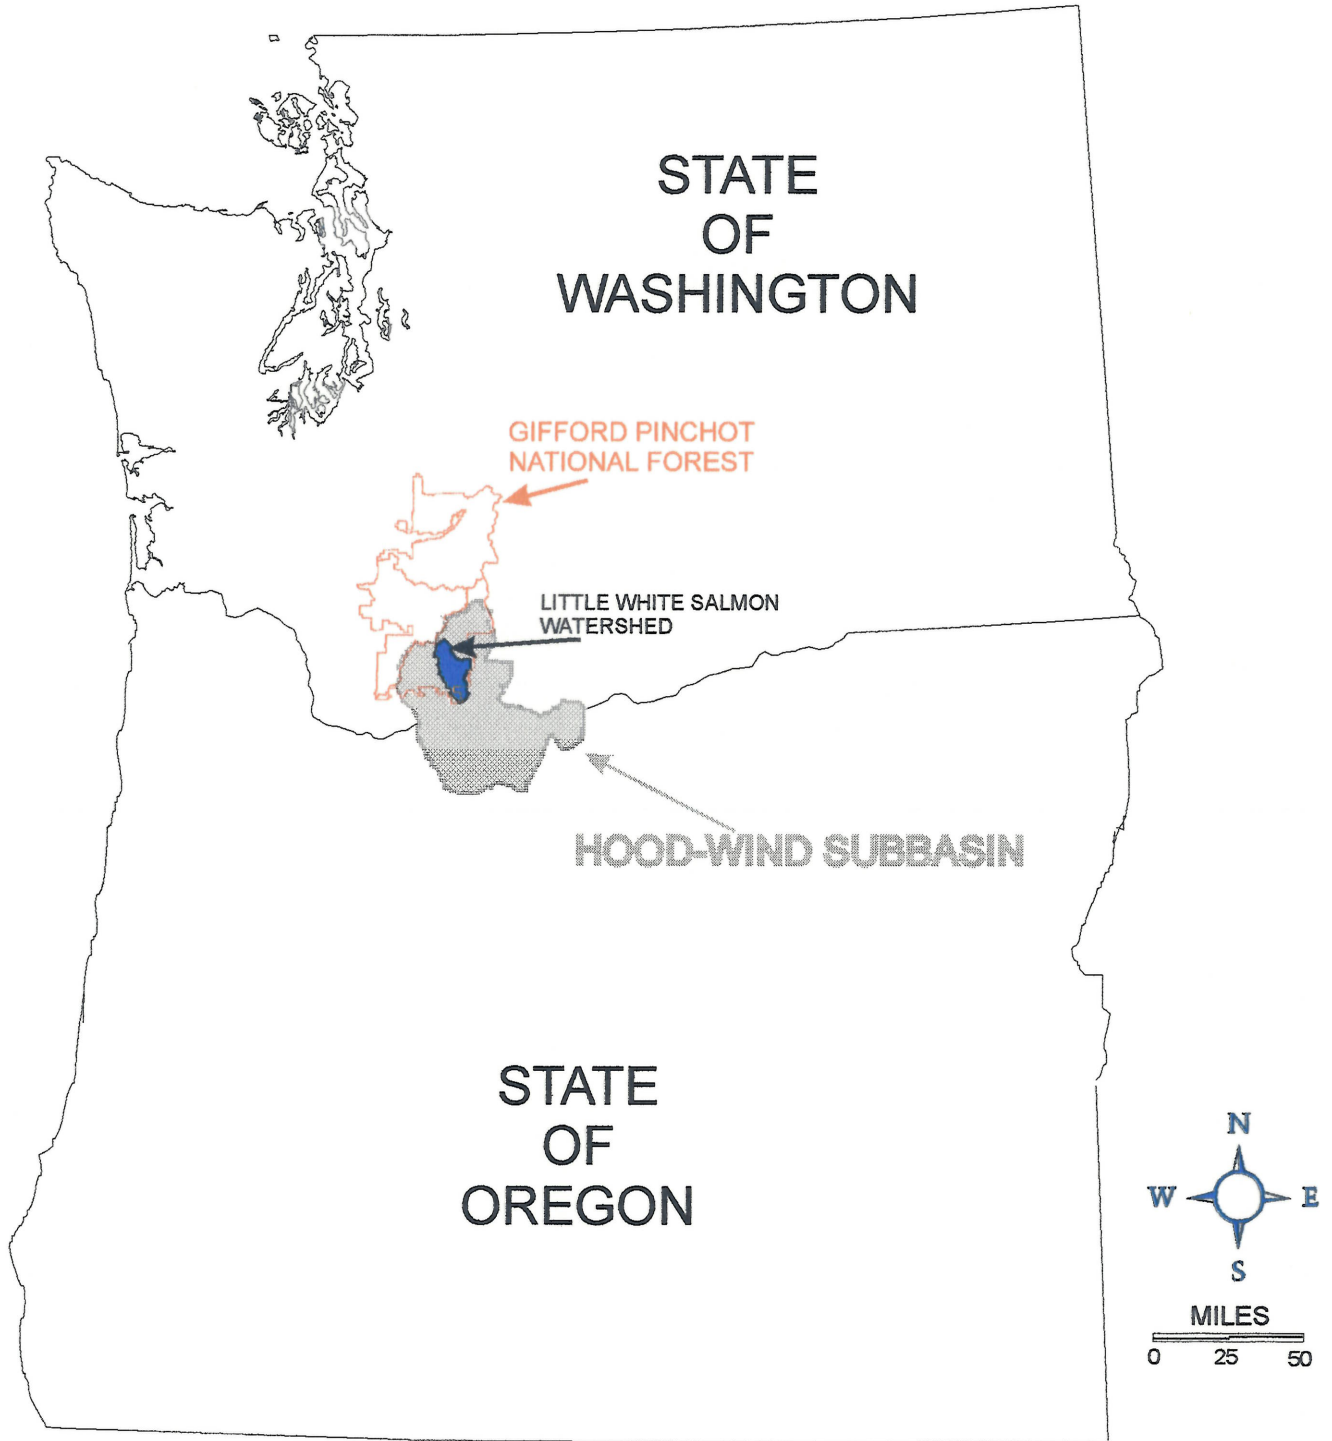 STATE
OF
WASHINGTON
GIFFORD PINCHOT
NATIONAL FOREST
LITTLE WHITE SALMON
WATERSHED
HOOD-WIND SUBBASIN
STATE
OF
OREGON
N
W E
S
MILES
0 25 50